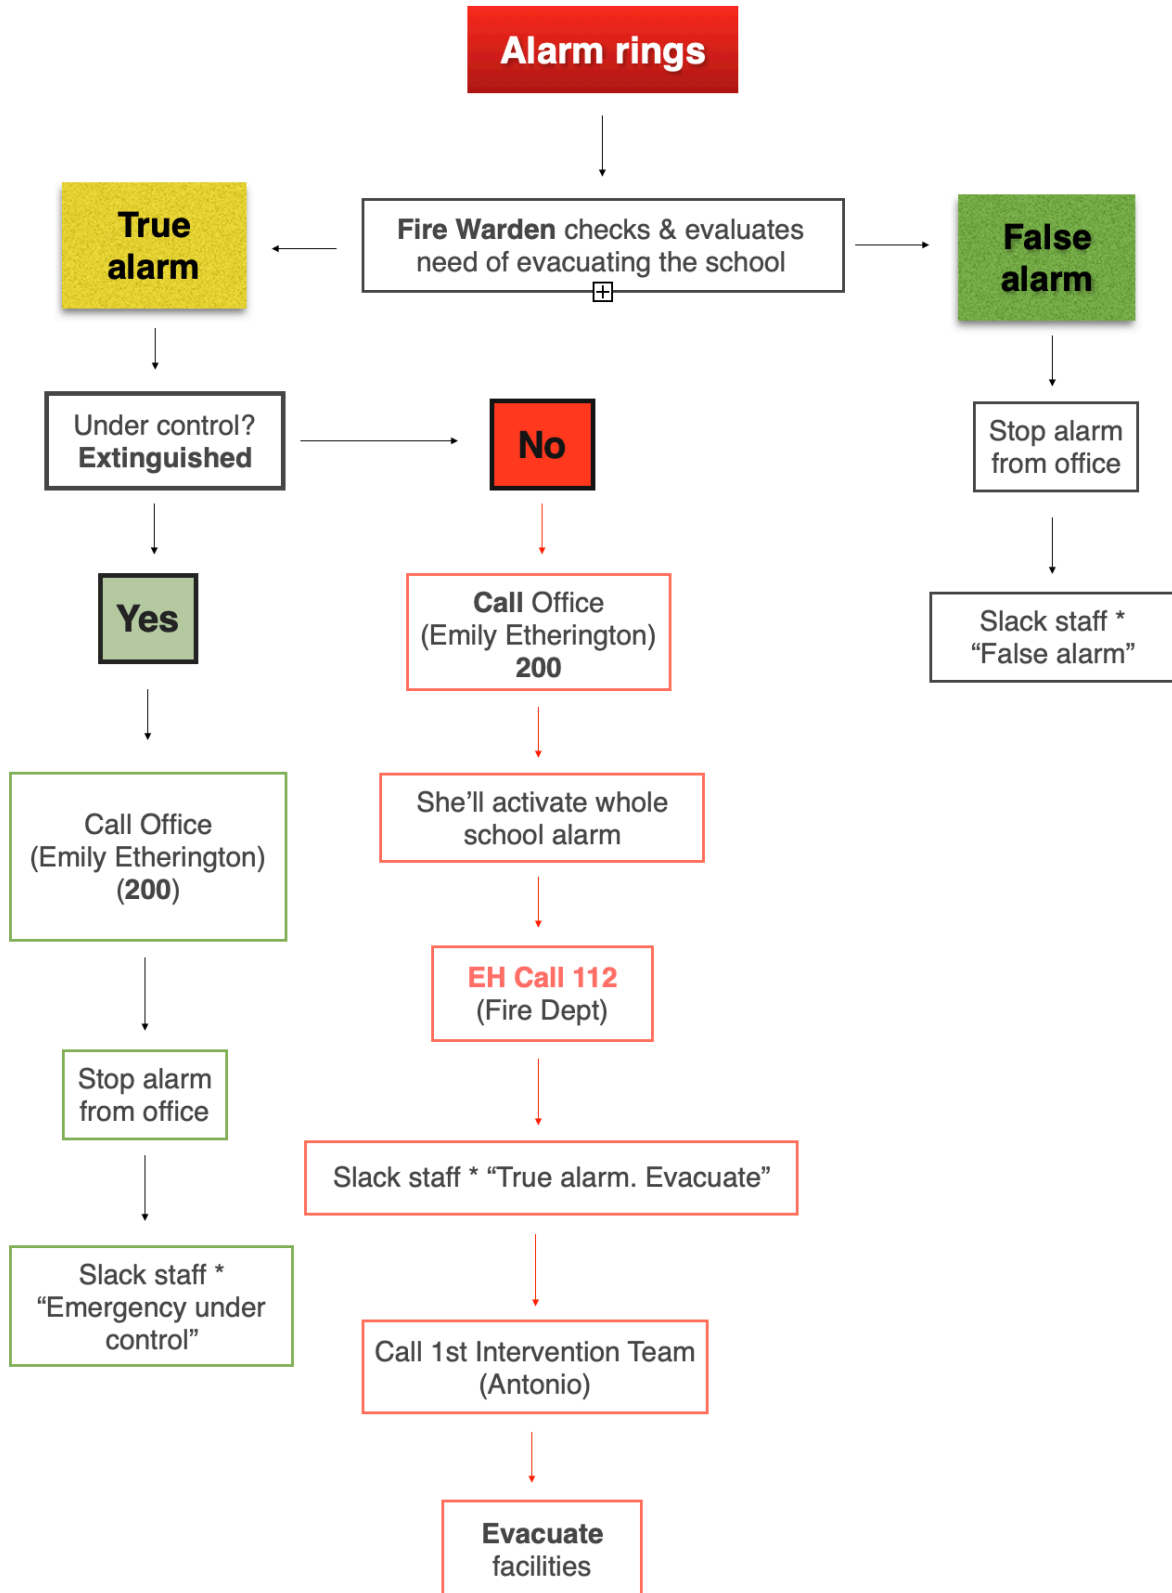 Alarm rings
True
alarm
Fire Warden checks & evaluates
need of evacuating the school
False
alarm
Under control?
Extinguished
No
Stop alarm
from office
Yes
Call Office
(Emily Etherington)
200
Slack staff *
“False alarm”
Call Office
(Emily Etherington)
(200)
She’ll activate whole
school alarm
EH Call 112
(Fire Dept)
Stop alarm
from office
Slack staff * “True alarm. Evacuate”
Slack staff *
“Emergency under
control”
Call 1st Intervention Team
(Antonio)
Evacuate
facilities